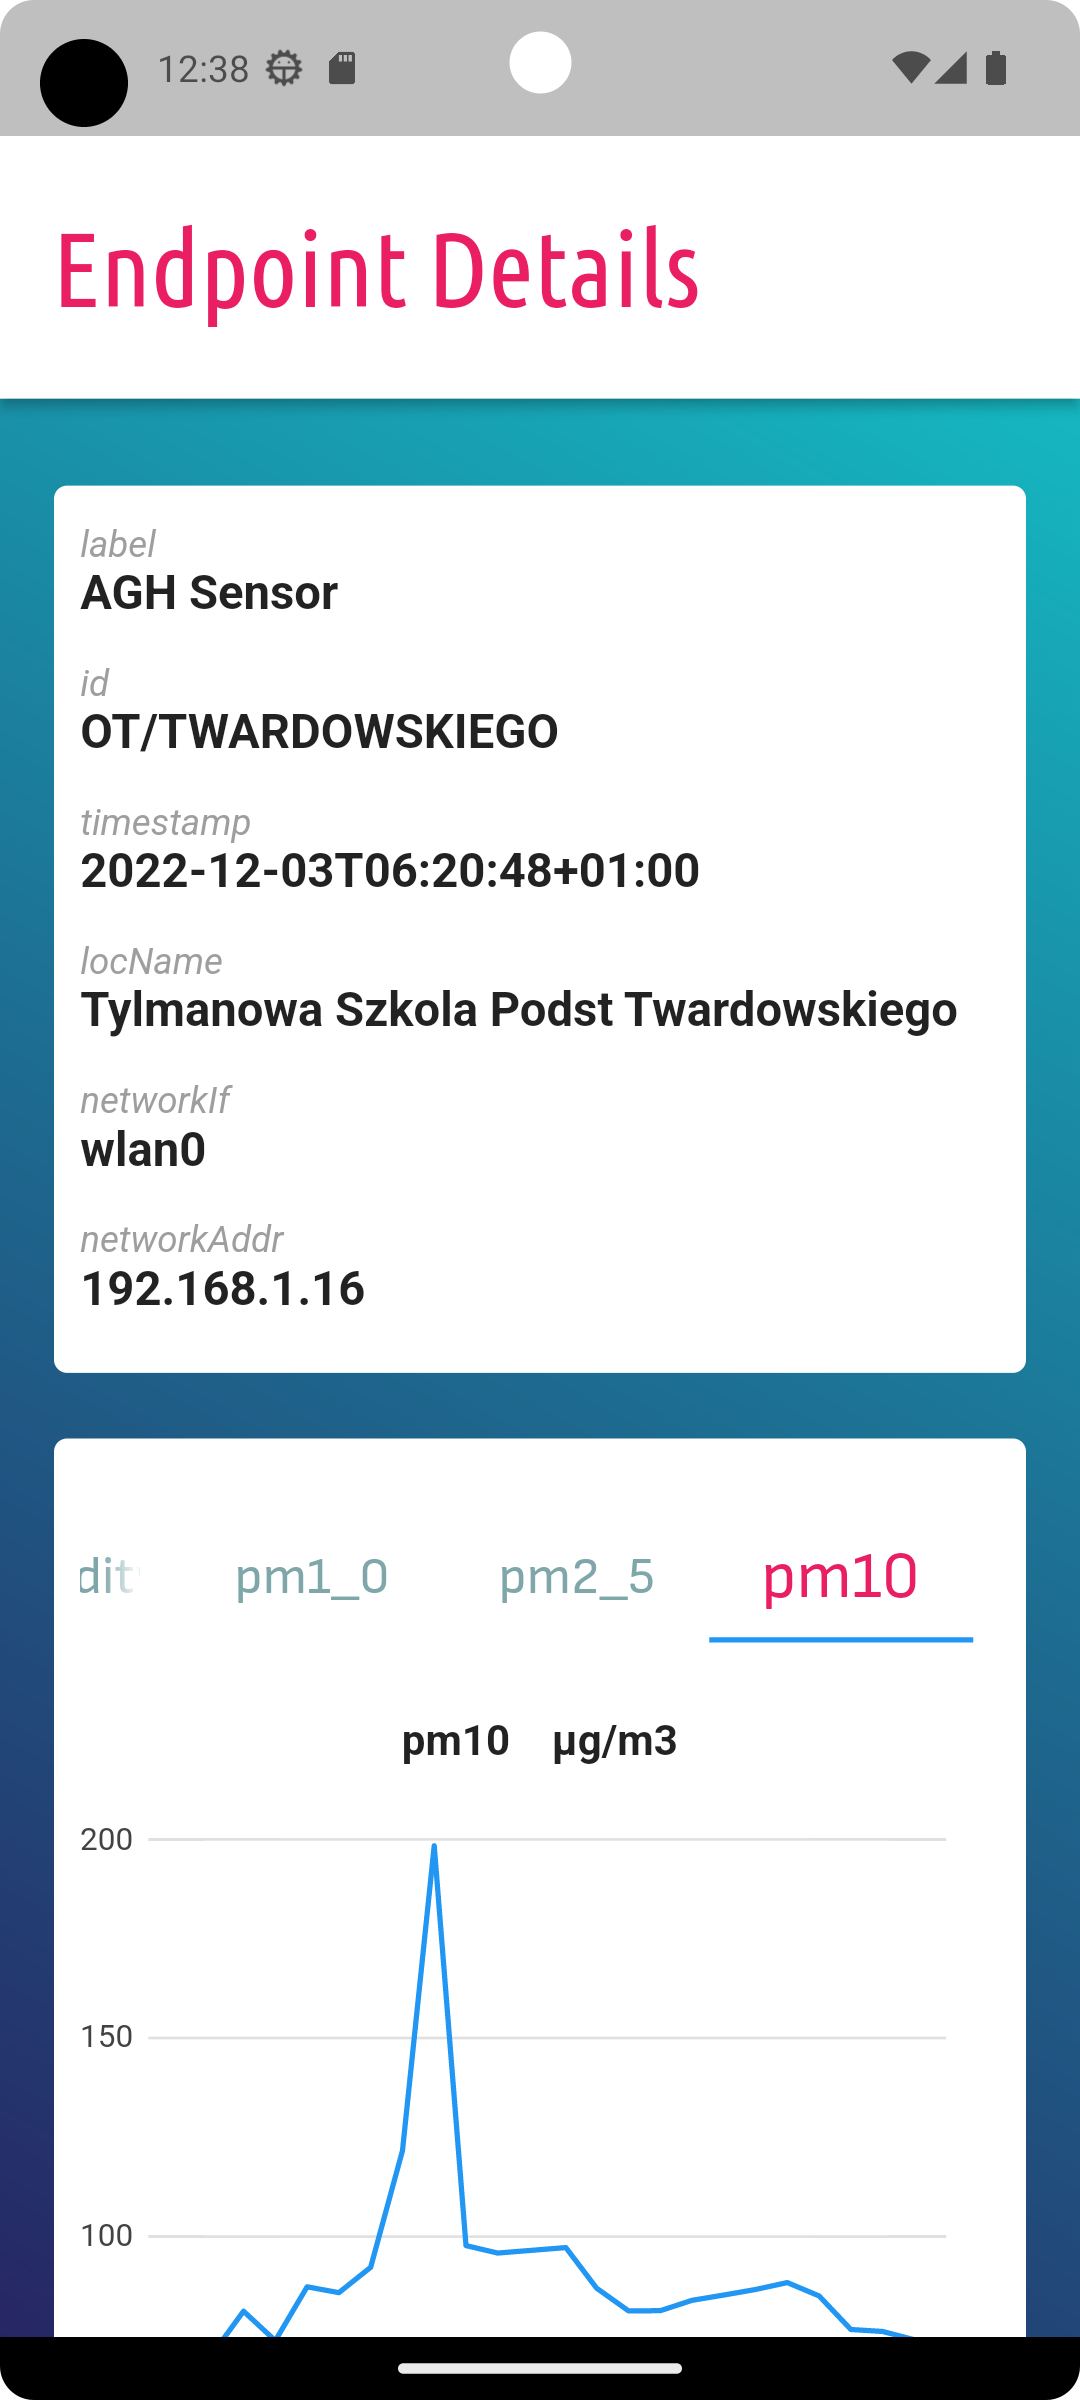 12:38
Endpoint Details
label
AGH Sensor
id
OT/TWARDOWSKIEGO
timestamp
2022-12-03T06:20:48+01:00
locName
Tylmanowa Szkola Podst Twardowskiego
networkIf
wlan0
networkAddr
192.168.1.16
dit pm1_0 pm2_5 pm10
pm10 µg/m3
200
150
100